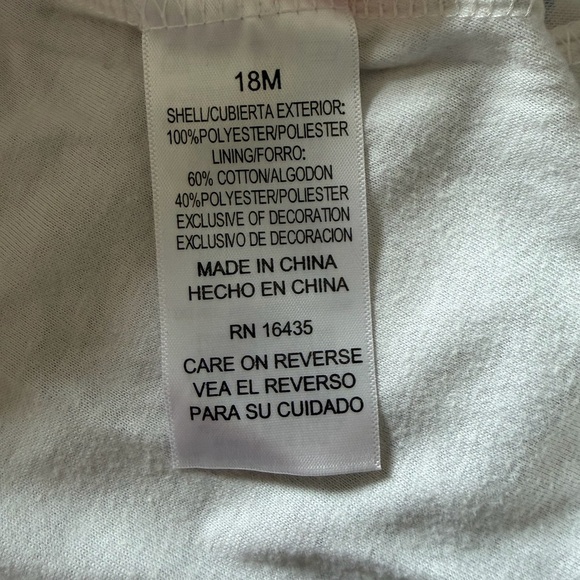 18M
SHELL/CUBIERTA EXTERIOR:
100%POLYESTER/POLIESTER
LINING/FORRO:
60% COTTON/ALGODON
40%POLYESTER/POLIESTER
EXCLUSIVE OF DECORATION
EXCLUSIVO DE DECORACION
MADE IN CHINA
HECHO EN CHINA
RN 16435
CARE ON REVERSE
VEA EL REVERSO
PARA SU CUIDADO